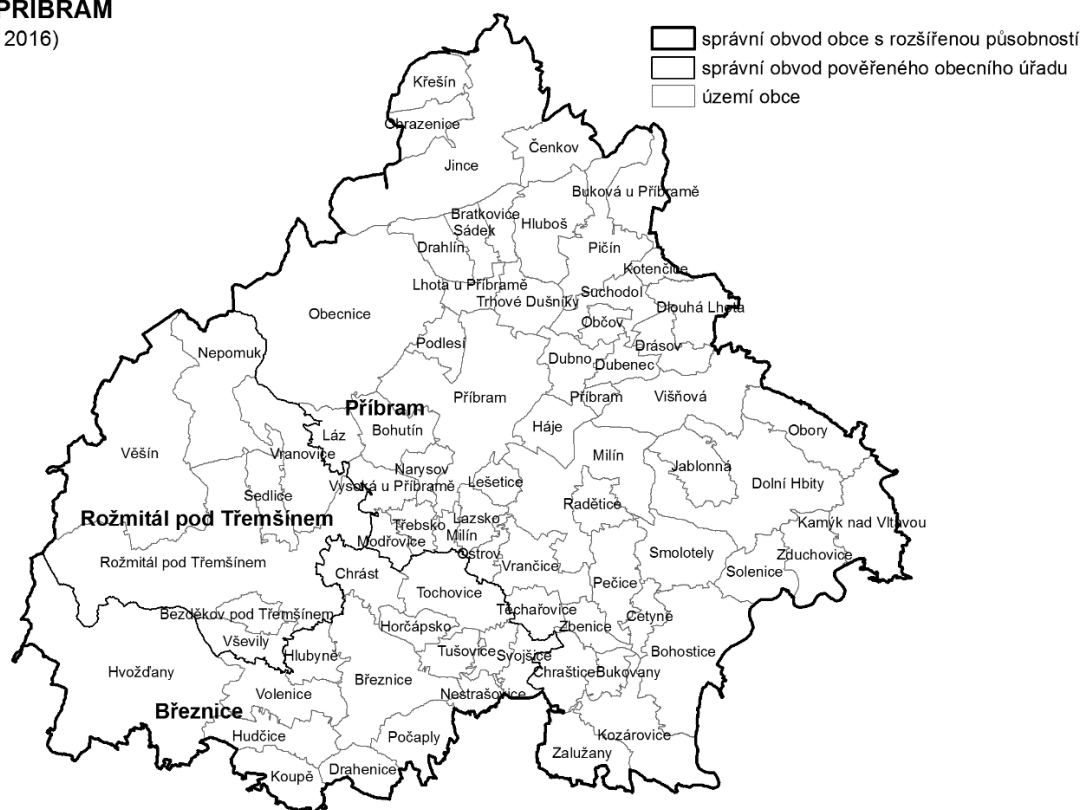 PŘÍBRAM
2016)
správní obvod obce s rozšířenou působností
správní obvod pověřeného obecního úřadu
území obce
Křešín
Ohrazenice
Čenkov
Jince
Buková u Příbramě
Bratkovice
Hluboš
Sádek
Drahlín
Pičín
Kotenčice
Lhota u Příbramě
Suchodol
Trhové Dušníky
Dlouhá Lhota
Obecnice
Občov
Podlesí
Drásov
Nepomuk
Dubno
Dubenec
Příbram
Příbram
Višňová
Příbram
Háje
Bohutín
Láz
Obory
Věšín
Vranovice
Milín
Narysov
Jablonná
Lešetice
Dolní Hbity
Vysoká u Příbramě
Sedlice
Radětice
Rožmitál pod Třemšínem
Třebsko
Lazsko
Kamýk nad Vltavou
Milín
Modřovice
Ostrov
Smolotely
Zduchovice
Rožmitál pod Třemšínem
Vrančice
Solenice
Chrást
Pečice
Tochovice
Těchařovice
Bezděkov pod Třemšínem
Cetyně
Horčápsko
Zbenice
Vševily
Hlubyně
Tušovice
Svojšice
Bohostice
Hvožďany
Chraštice
Bukovany
Březnice
Volenice
Nestrašovice
Březnice
Hudčice
Počaply
Kozárovice
Zalužany
Koupě
Drahenice